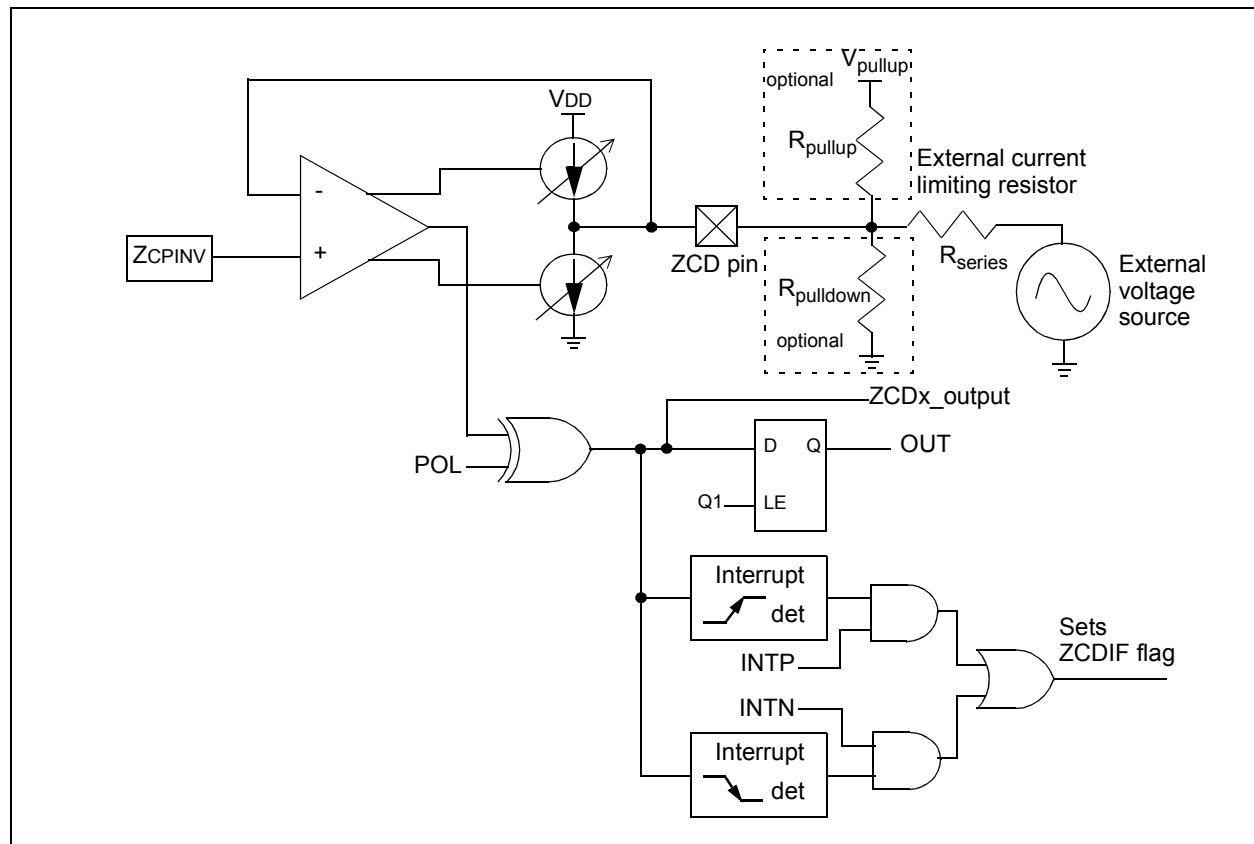 Vpullup
optional
VDD
Rpullup
External current
limiting resistor
-
ZCPINV
+
ZCD pin
Rseries
Rpulldown
External
voltage
source
optional
ZCDx_output
POL
D
Q
OUT
Q1
LE
Interrupt
det
Sets
ZCDIF flag
INTP
INTN
Interrupt
det